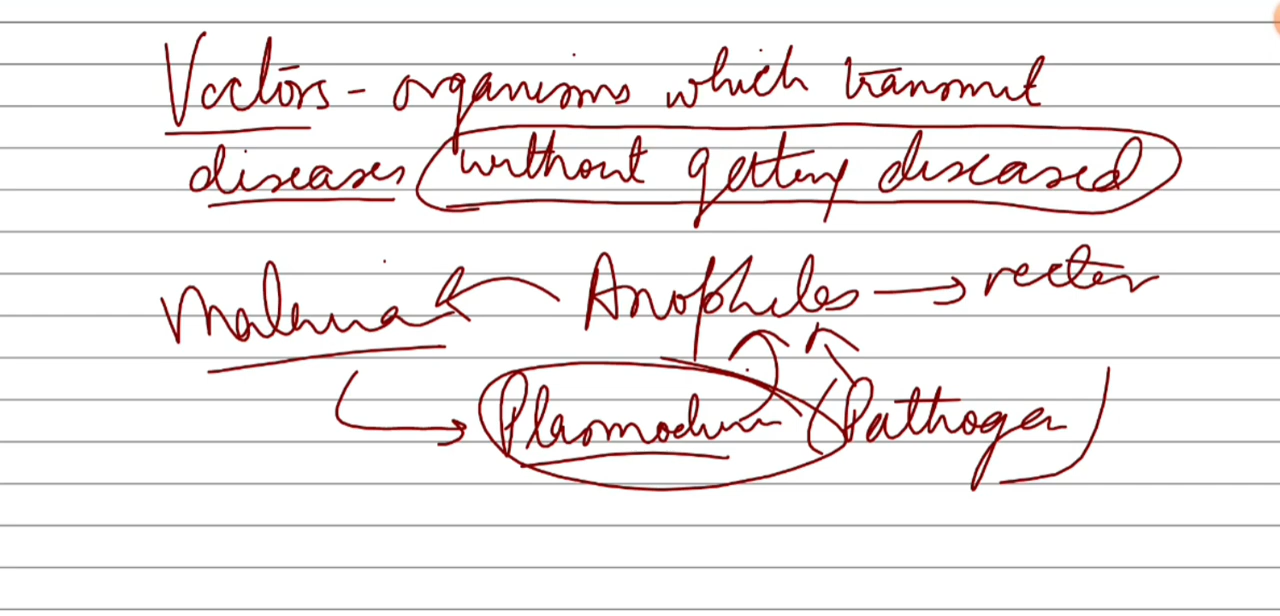 Vectors - organisms which transmit
diseases (without getting diseased)
Malaria ← Anopheles → vector
→ Plasmodium (Pathogen)